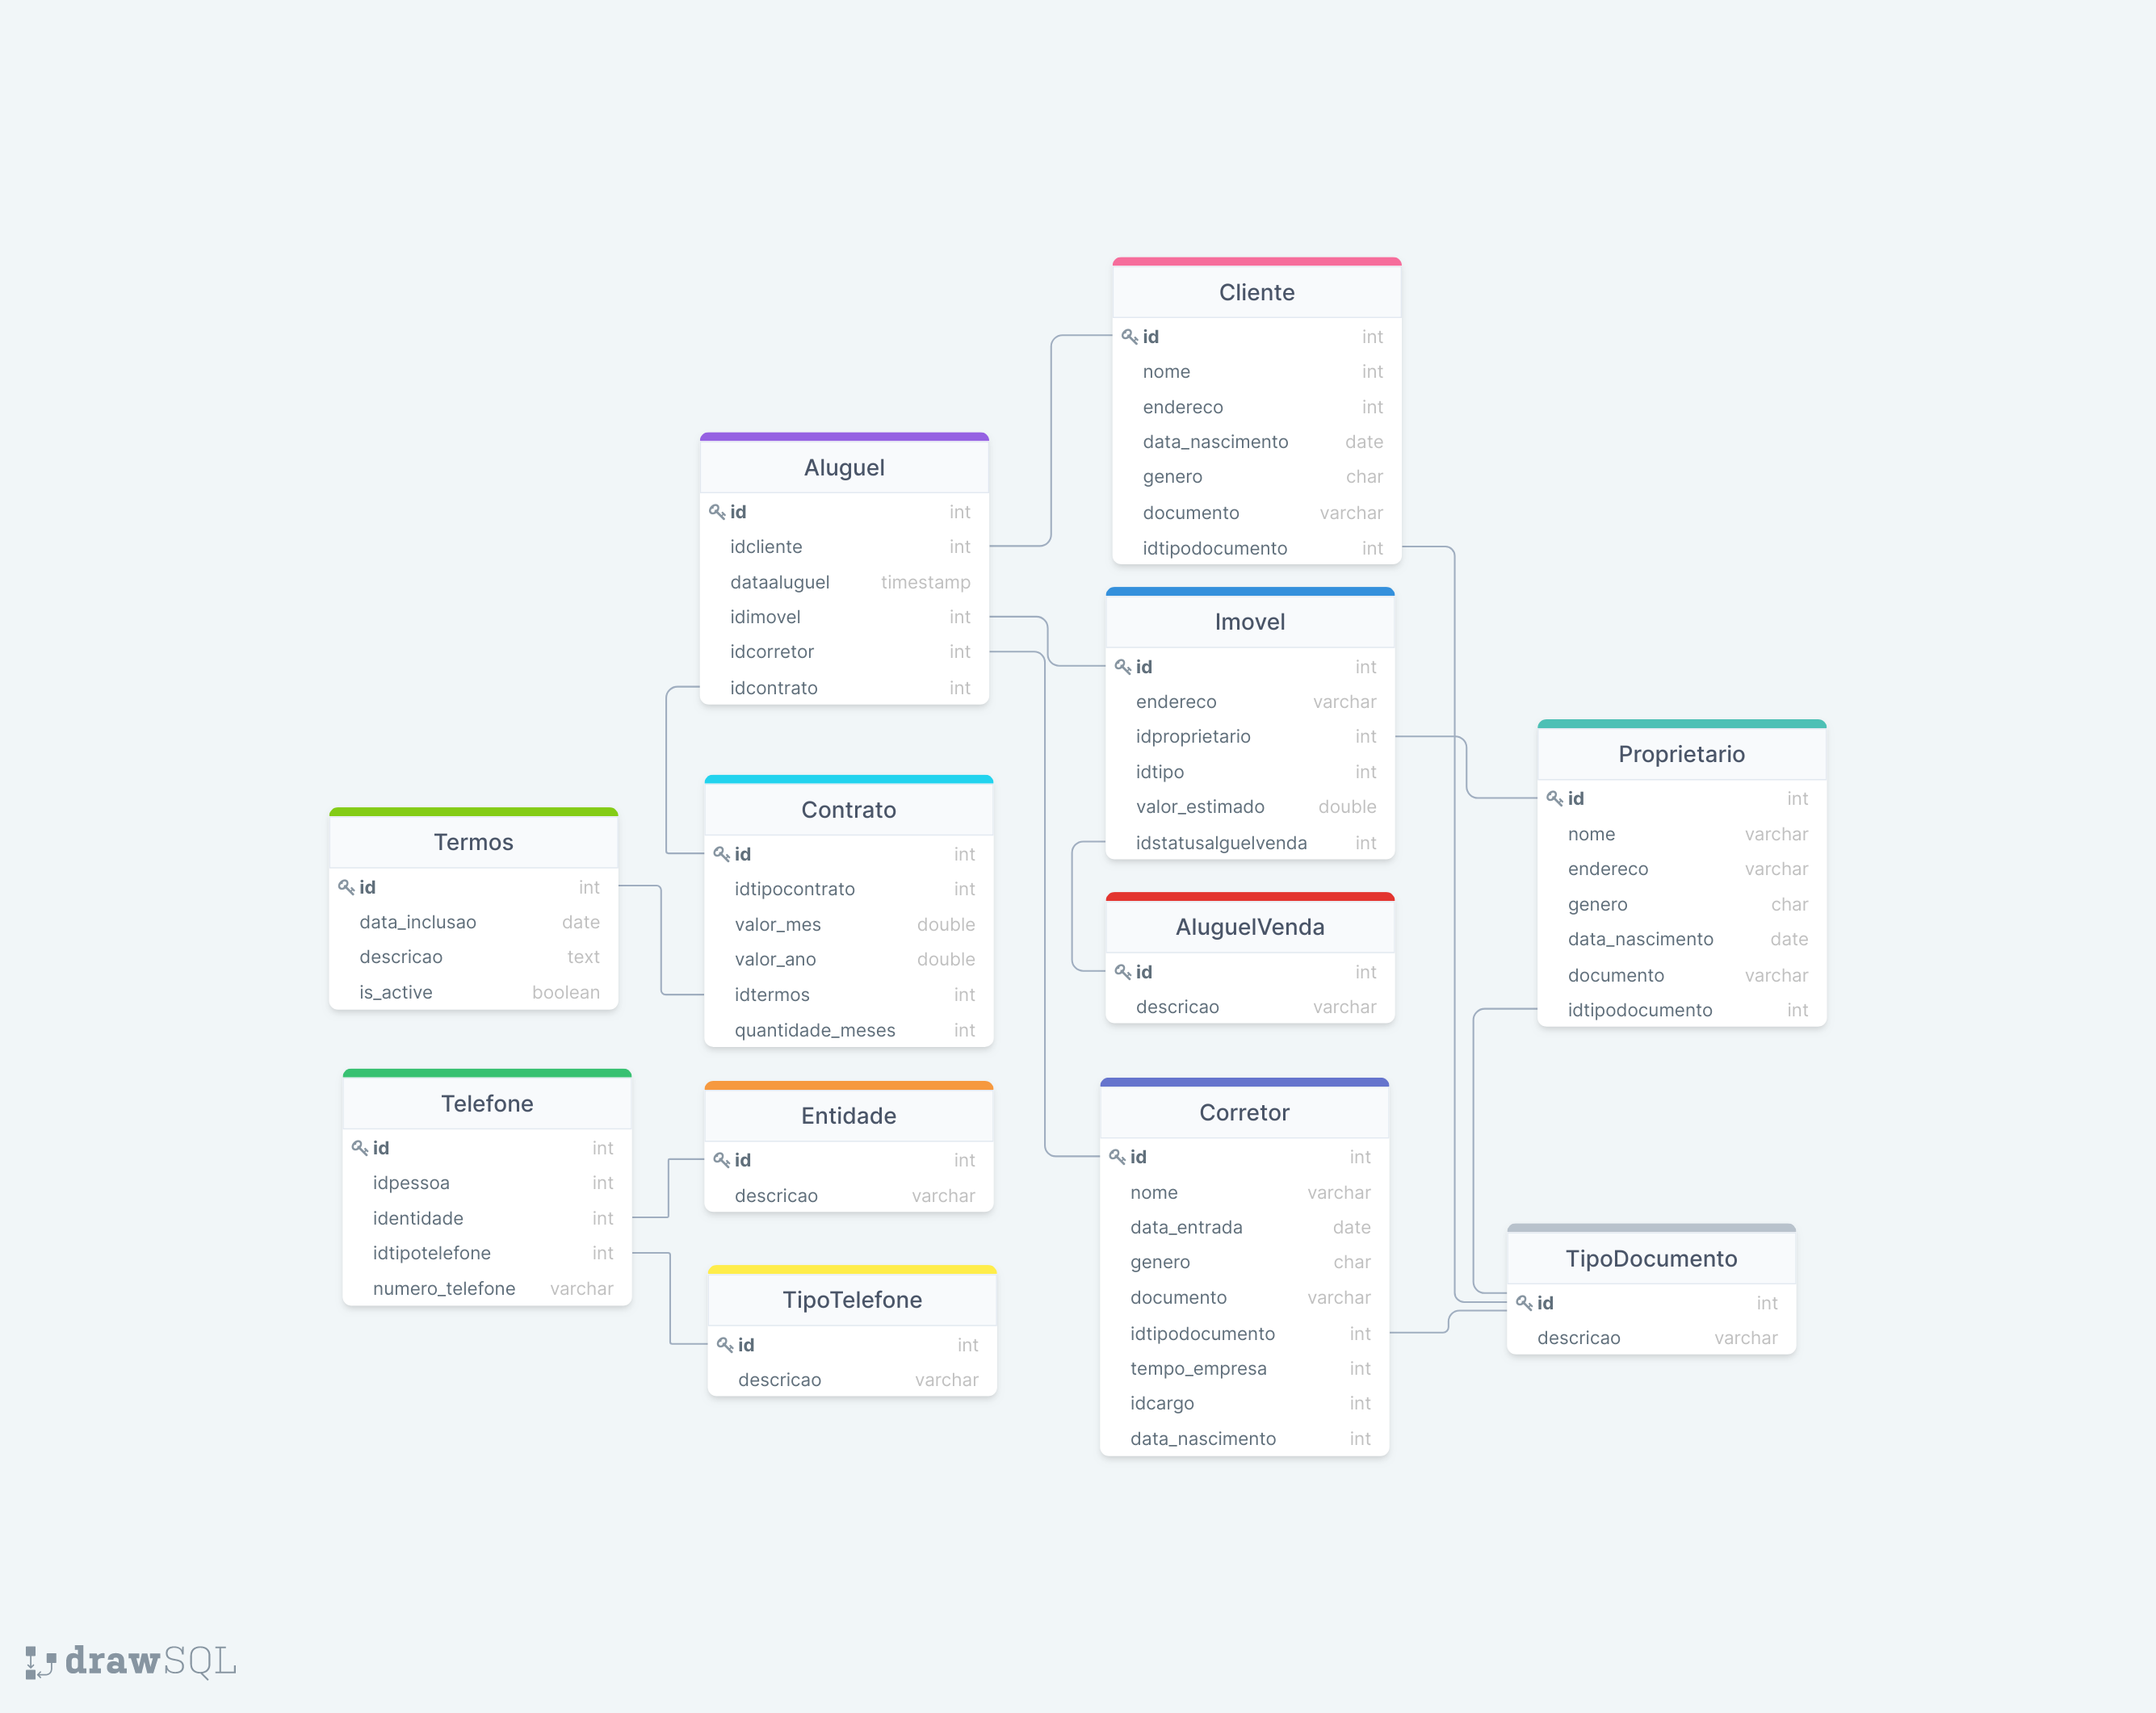 Cliente
id int
nome int
endereco int
data_nascimento date
genero char
documento varchar
idtipodocumento int
Aluguel
id int
idcliente int
dataaluguel timestamp
idimovel int
idcorretor int
idcontrato int
Imovel
id int
endereco varchar
idproprietario int
idtipo int
valor_estimado double
idstatusalguelvenda int
Proprietario
id int
nome varchar
endereco varchar
genero char
data_nascimento date
documento varchar
idtipodocumento int
Contrato
id int
idtipocontrato int
valor_mes double
valor_ano double
idtermos int
quantidade_meses int
Termos
id int
data_inclusao date
descricao text
is_active boolean
AluguelVenda
id int
descricao varchar
Telefone
id int
idpessoa int
identidade int
idtipotelefone int
numero_telefone varchar
Entidade
id int
descricao varchar
Corretor
id int
nome varchar
data_entrada date
genero char
documento varchar
idtipodocumento int
tempo_empresa int
idcargo int
data_nascimento int
TipoTelefone
id int
descricao varchar
TipoDocumento
id int
descricao varchar
drawSQL